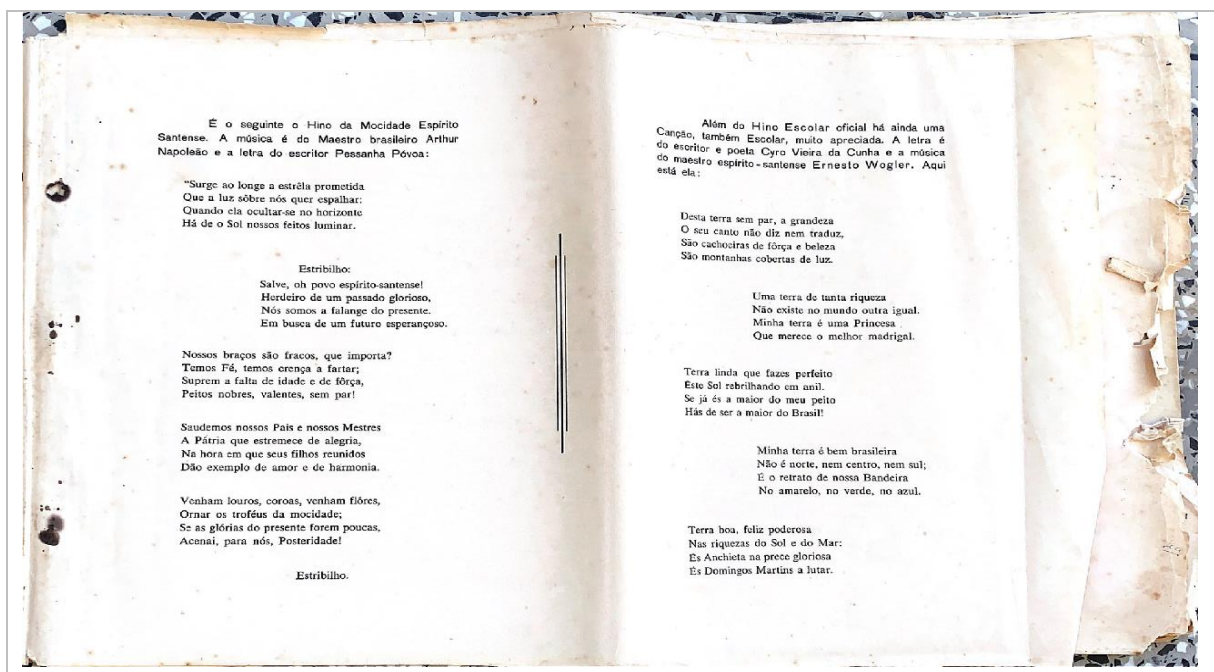 É o seguinte o Hino da Mocidade Espírito
Santense. A música é do Maestro brasileiro Arthur
Napoleão e a letra do escritor Pessanha Póvoa:
"Surge ao longe a estrêla prometida
Que a luz sôbre nós quer espalhar;
Quando ela ocultar-se no horizonte
Há de o Sol nossos feitos luminar.
Estribilho:
Salve, oh povo espírito-santense!
Herdeiro de um passado glorioso,
Nós somos a falange do presente.
Em busca de um futuro esperançoso.
Nossos braços são fracos, que importa?
Temos Fé, temos crença a fartar;
Suprem a falta de idade e de fôrça,
Peitos nobres, valentes, sem par!
Saudemos nossos Pais e nossos Mestres
A Pátria que estremece de alegria,
Na hora em que seus filhos reunidos
Dão exemplo de amor e de harmonia.
Venham louros, coroas, venham flôres,
Ornar os troféus da mocidade;
Se as glórias do presente forem poucas,
Acenai, para nós, Posteridade!
Estribilho.
Além do Hino Escolar oficial há ainda uma
Canção, também Escolar, muito apreciada. A letra é
do escritor e poeta Cyro Vieira da Cunha e a música
do maestro espírito-santense Ernesto Wogler. Aqui
está ela:
Desta terra sem par, a grandeza
O seu canto não diz nem traduz,
São cachoeiras de fôrça e beleza
São montanhas cobertas de luz.
Uma terra de tanta riqueza
Não existe no mundo outra igual.
Minha terra é uma Princesa
Que merece o melhor madrigal.
Terra linda que fazes perfeito
Êste Sol rebrilhando em anil.
Se já és a maior do meu peito
Hás de ser a maior do Brasil!
Minha terra é bem brasileira
Não é norte, nem centro, nem sul;
É o retrato de nossa Bandeira
No amarelo, no verde, no azul.
Terra boa, feliz poderosa
Nas riquezas do Sol e do Mar:
És Anchieta na prece gloriosa
És Domingos Martins a lutar.